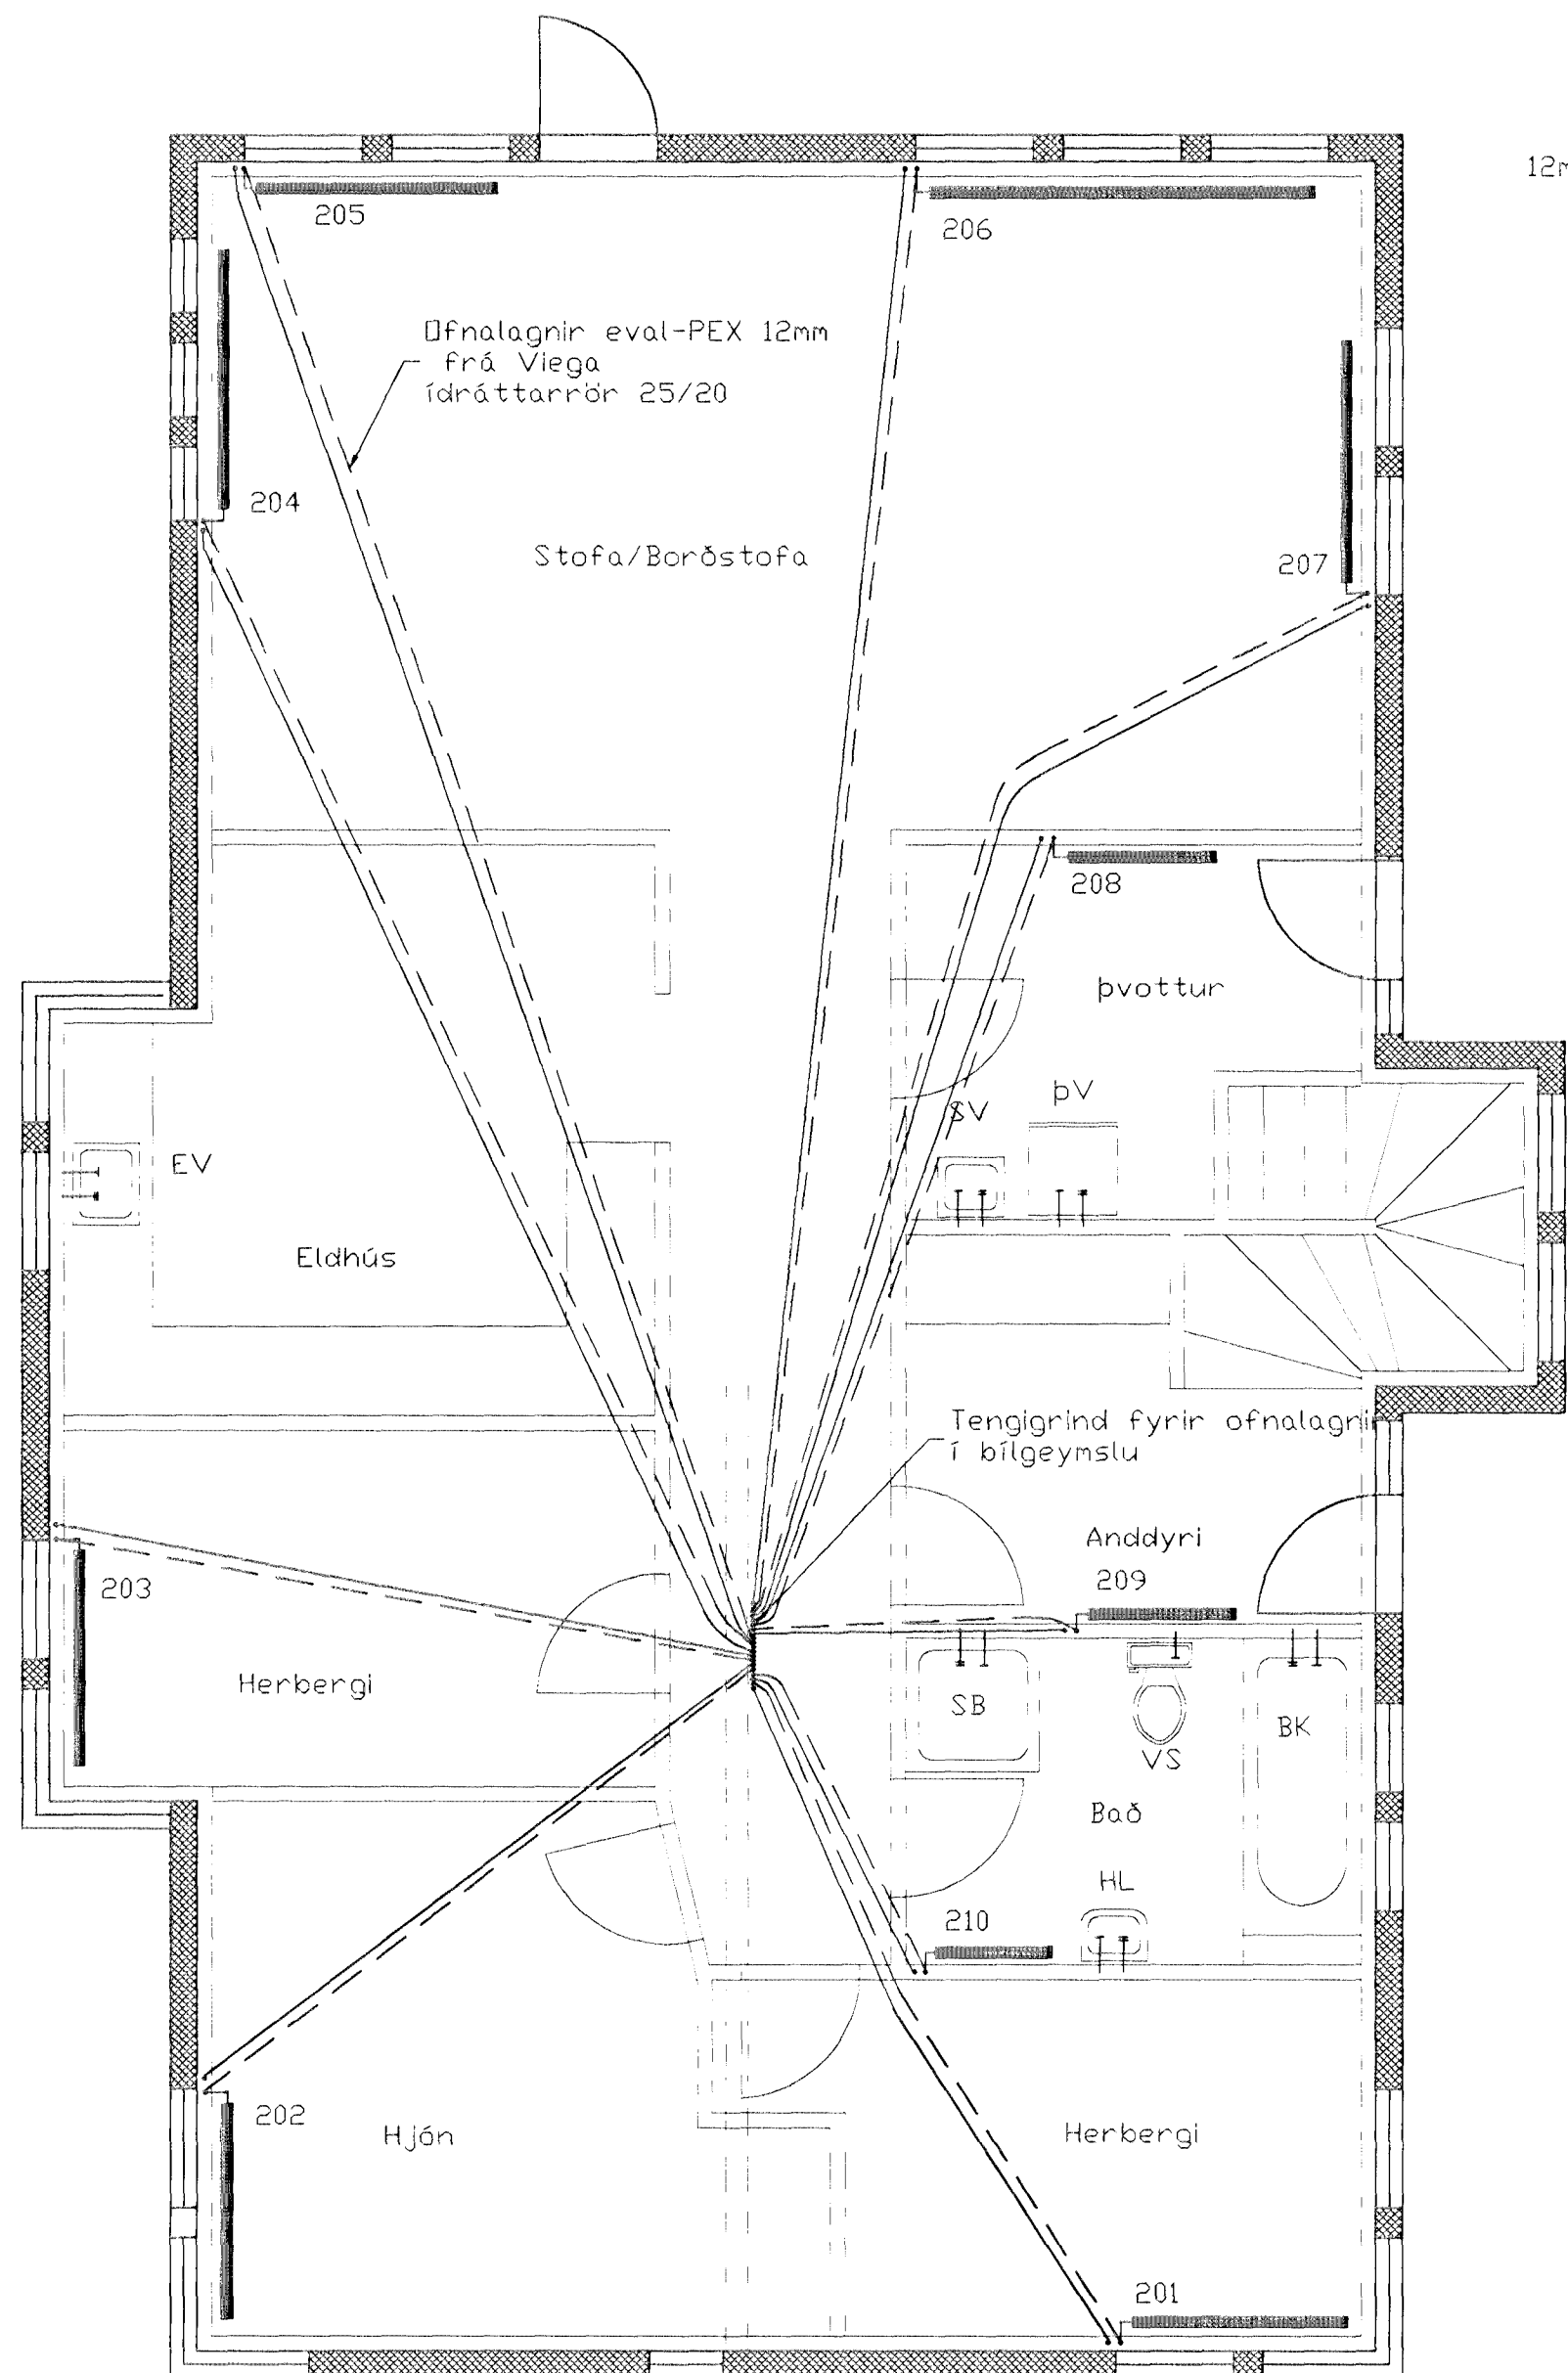 12m
205
206
Ofnalagnir eval-PEX 12mm
frá Viega
ídráttarrör 25/20
204
Stofa/Borðstofa
207
208
þvottur
SV
þV
EV
Eldhús
Tengigrind fyrir ofnalagnir
í bílgeymslu
Anddyri
209
203
Herbergi
SB
VS
BK
Bað
HL
210
202
Hjón
Herbergi
201